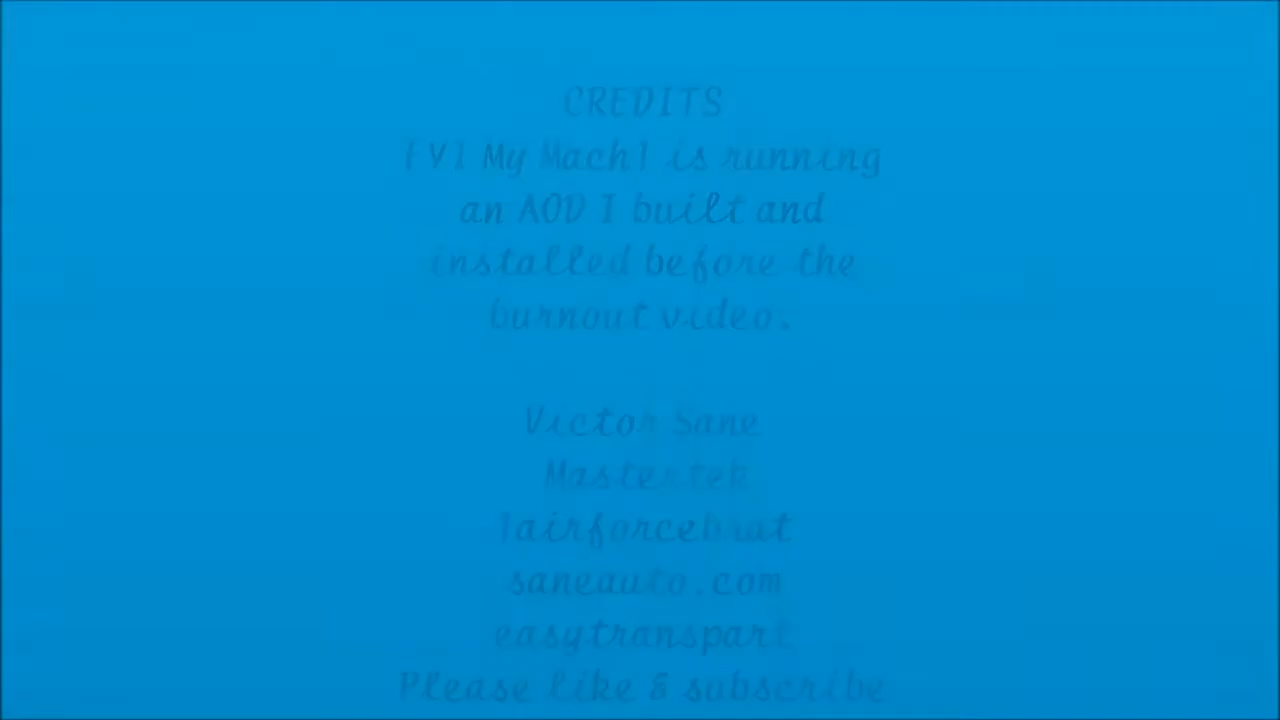 CREDITS
[V] My Mach1 is running
an AOD I built and
installed before the
burnout video.
Victor Sane
Mastertek
1airforcebrat
saneauto.com
easytranspart
Please like & subscribe